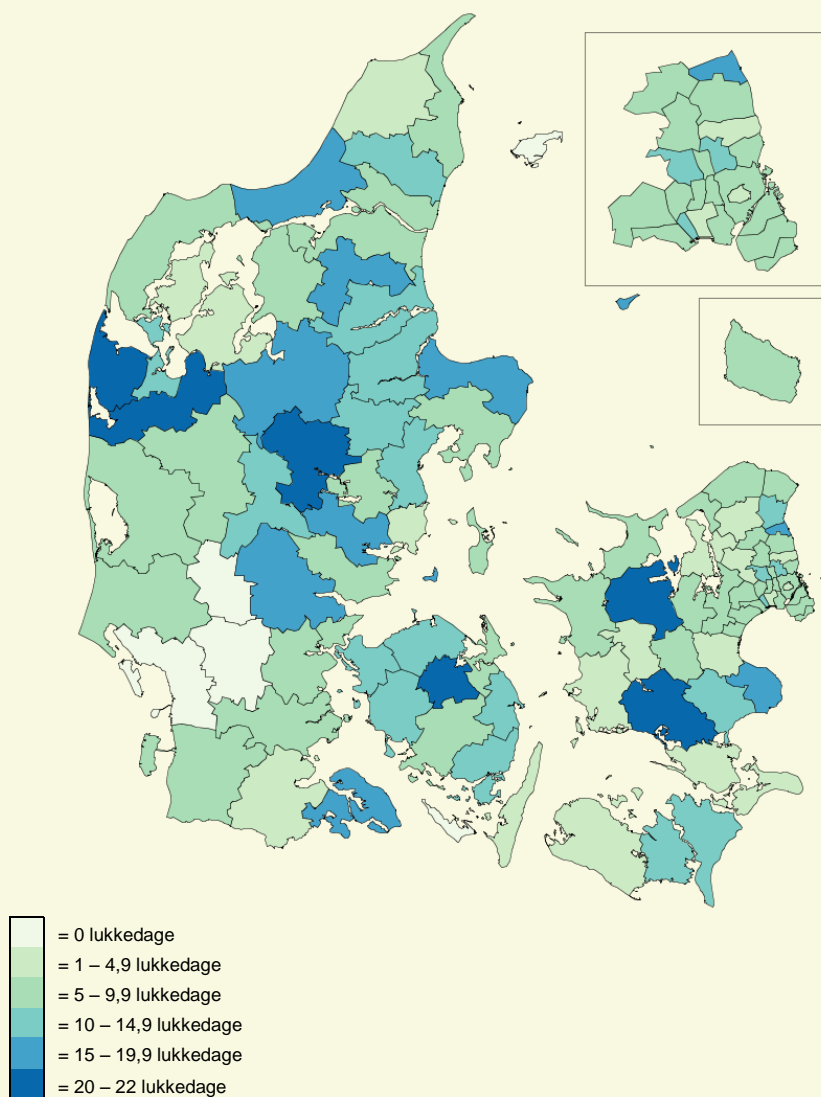 = 0 lukkedage
= 1 – 4,9 lukkedage
= 5 – 9,9 lukkedage
= 10 – 14,9 lukkedage
= 15 – 19,9 lukkedage
= 20 – 22 lukkedage